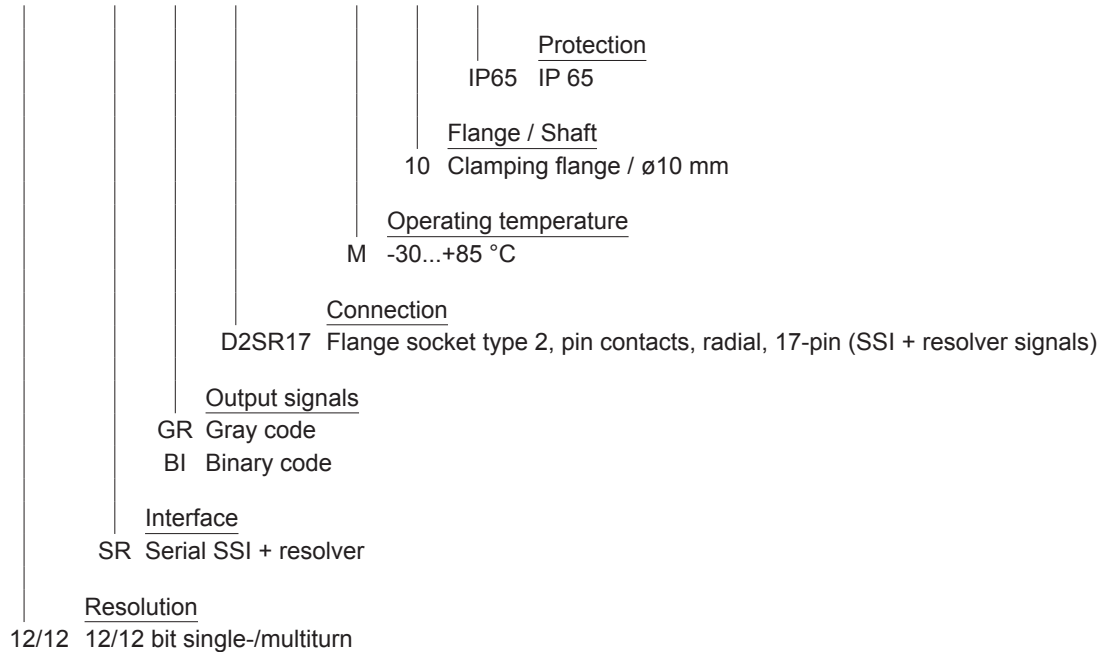 Protection
IP65 IP 65
Flange / Shaft
10 Clamping flange / ø10 mm
Operating temperature
M -30...+85 °C
Connection
D2SR17 Flange socket type 2, pin contacts, radial, 17-pin (SSI + resolver signals)
Output signals
GR Gray code
BI Binary code
Interface
SR Serial SSI + resolver
Resolution
12/12 12/12 bit single-/multiturn